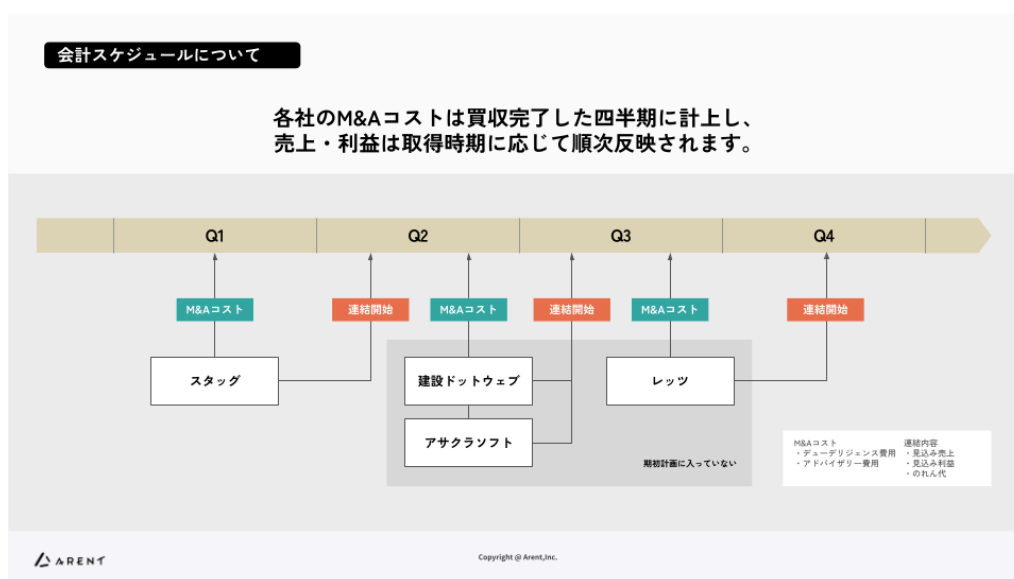 会計スケジュールについて
各社のM&Aコストは買収完了した四半期に計上し、
売上・利益は取得時期に応じて順次反映されます。
Q1
Q2
Q3
Q4
M&Aコスト
連結開始
M&Aコスト
連結開始
M&Aコスト
連結開始
スタッグ
建設ドットウェブ
レッツ
アサクラソフト
期初計画に入っていない
M&Aコスト
・デューデリジェンス費用
・アドバイザリー費用
連結内容
・見込み売上
・見込み利益
・のれん代
ARENT
Copyright @ Arent,Inc.